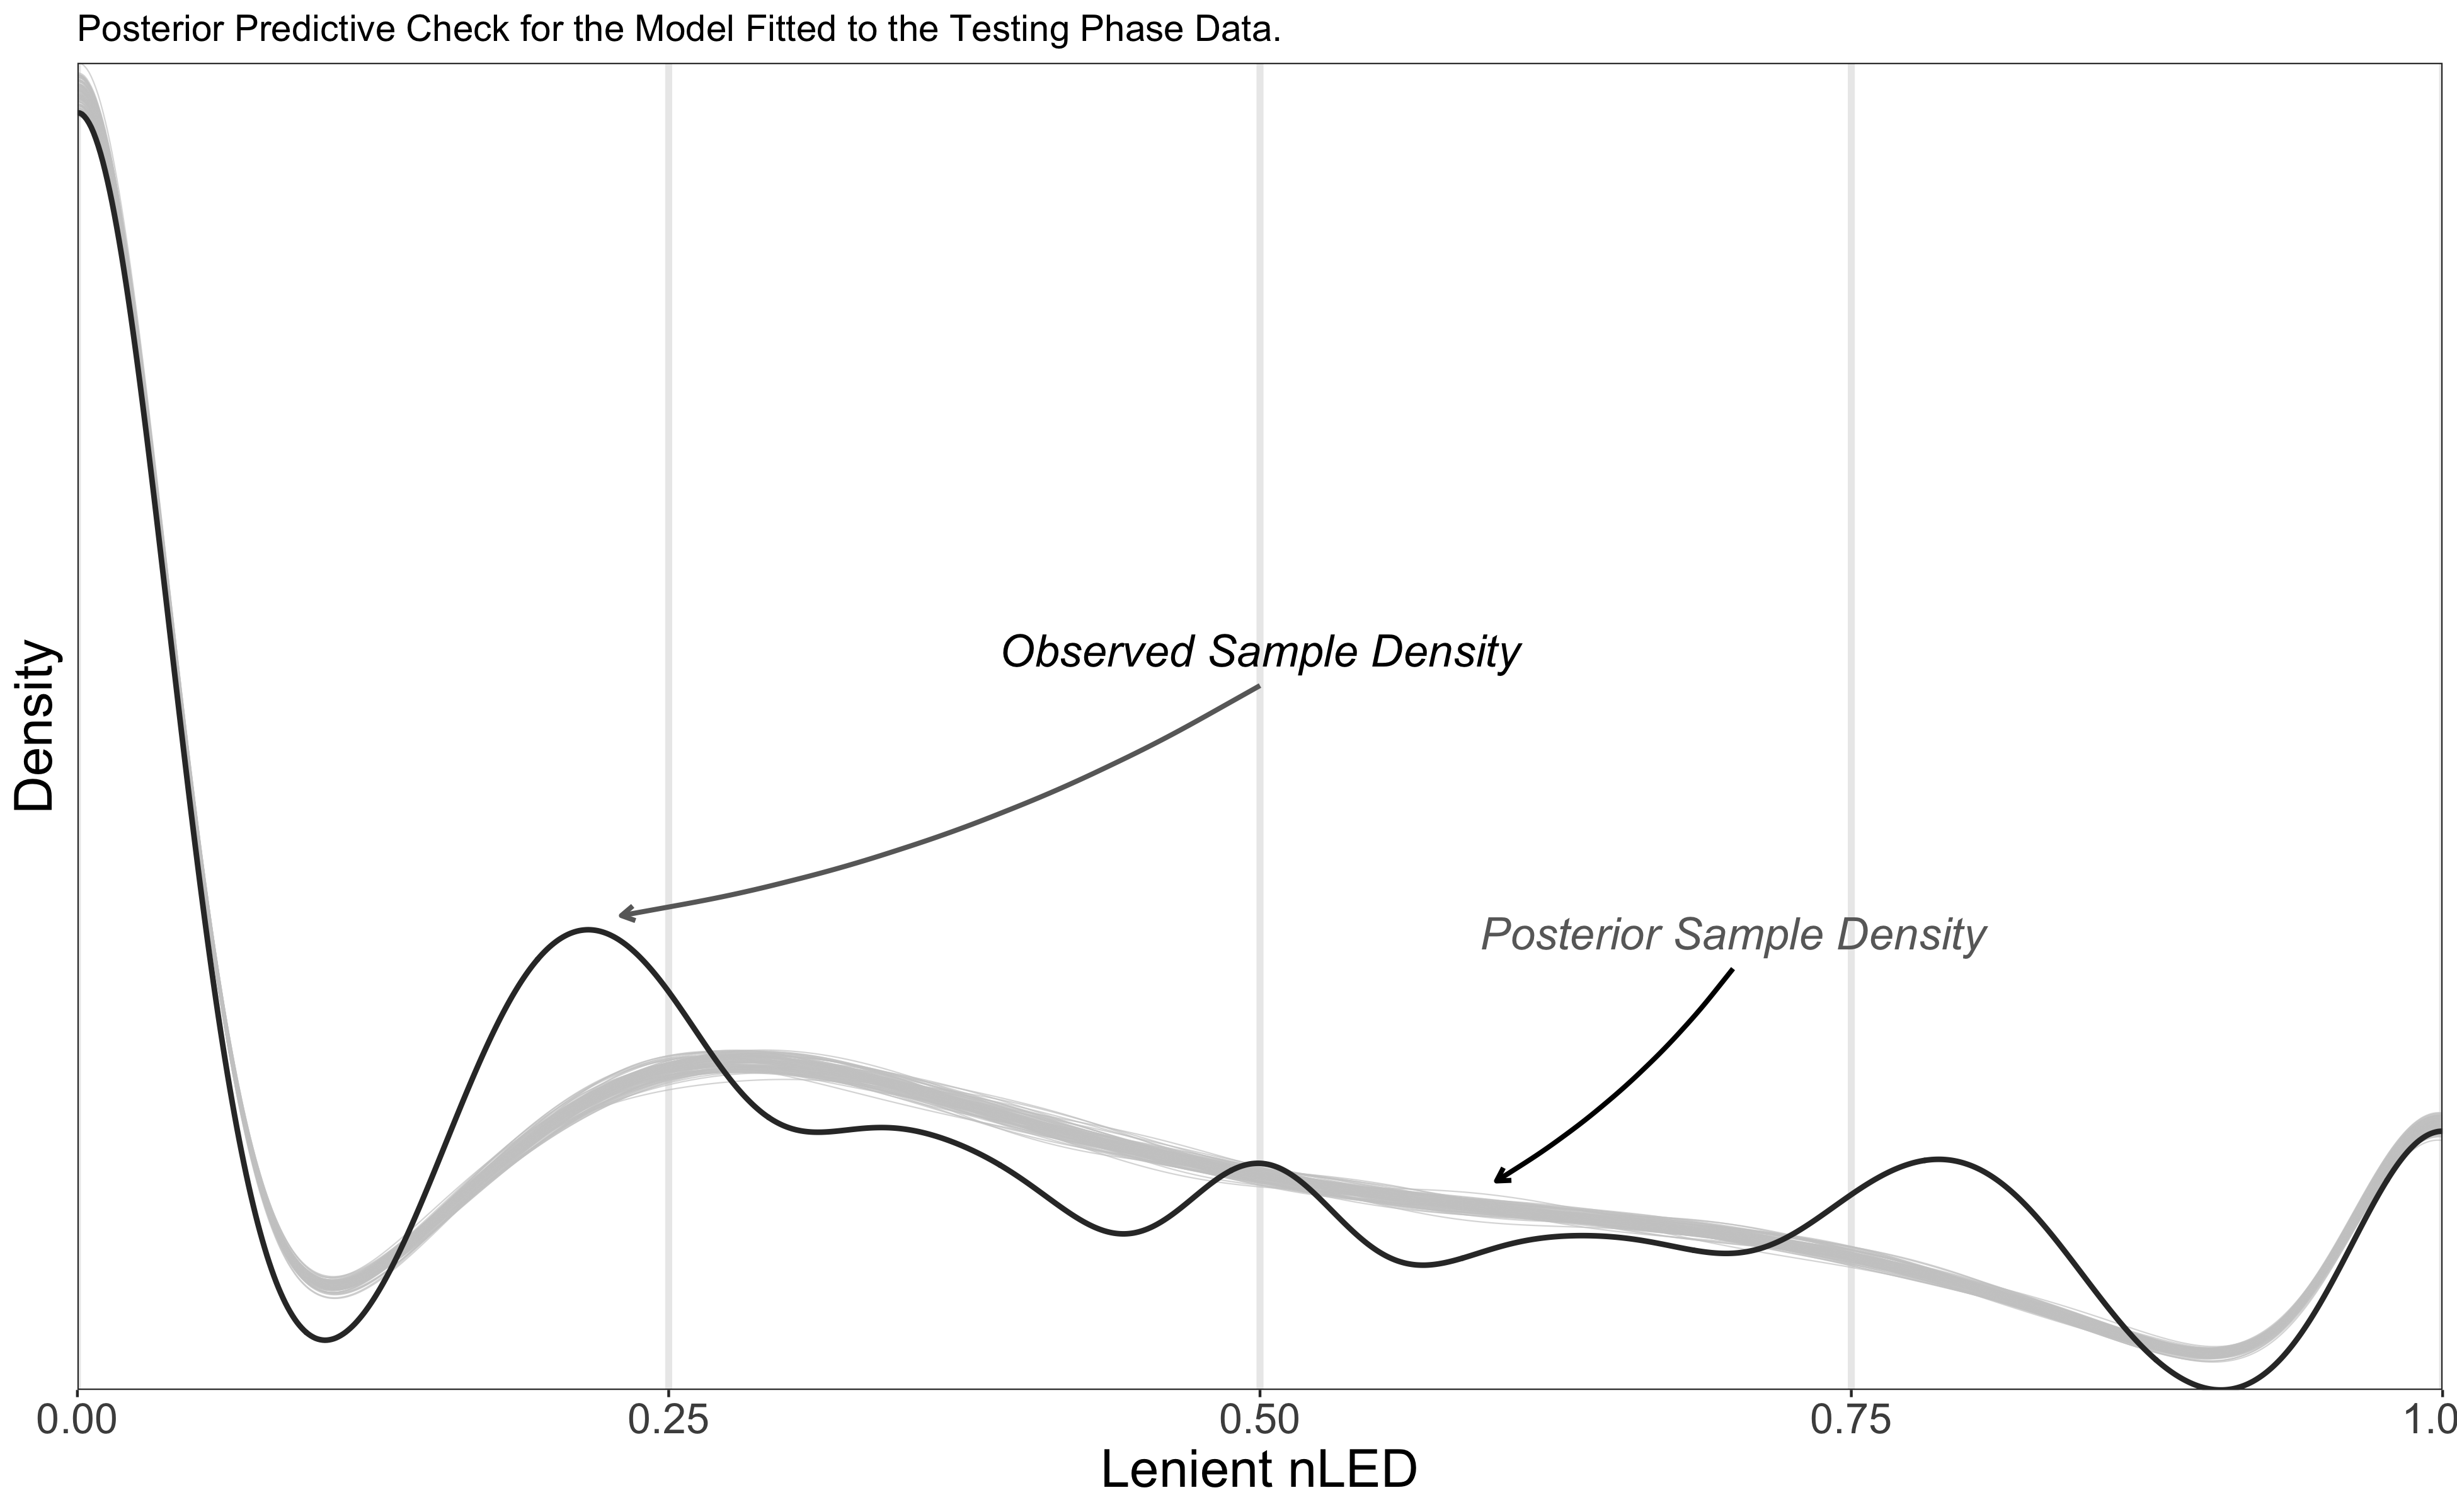 Posterior Predictive Check for the Model Fitted to the Testing Phase Data.
Density
Observed Sample Density
Posterior Sample Density
0.00 0.25 0.50 0.75 1.0
Lenient nLED